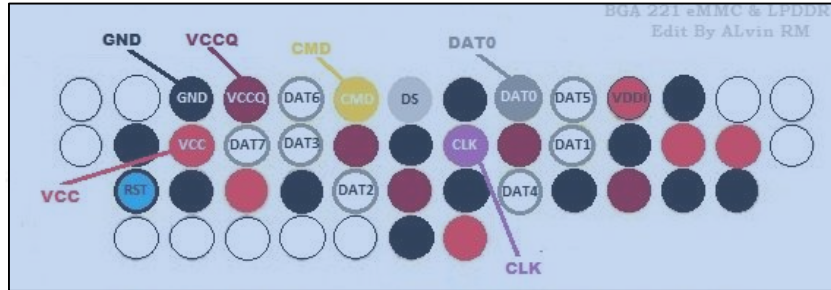 BGA 221 eMMC & LPDDR
Edit By ALvin RM
GND VCCQ CMD DAT0
GND VCCQ DAT6 CMD DS DAT0 DAT5 VDDI
VCC DAT7 DAT3 CLK DAT1
VCC RST DAT2 DAT4
CLK